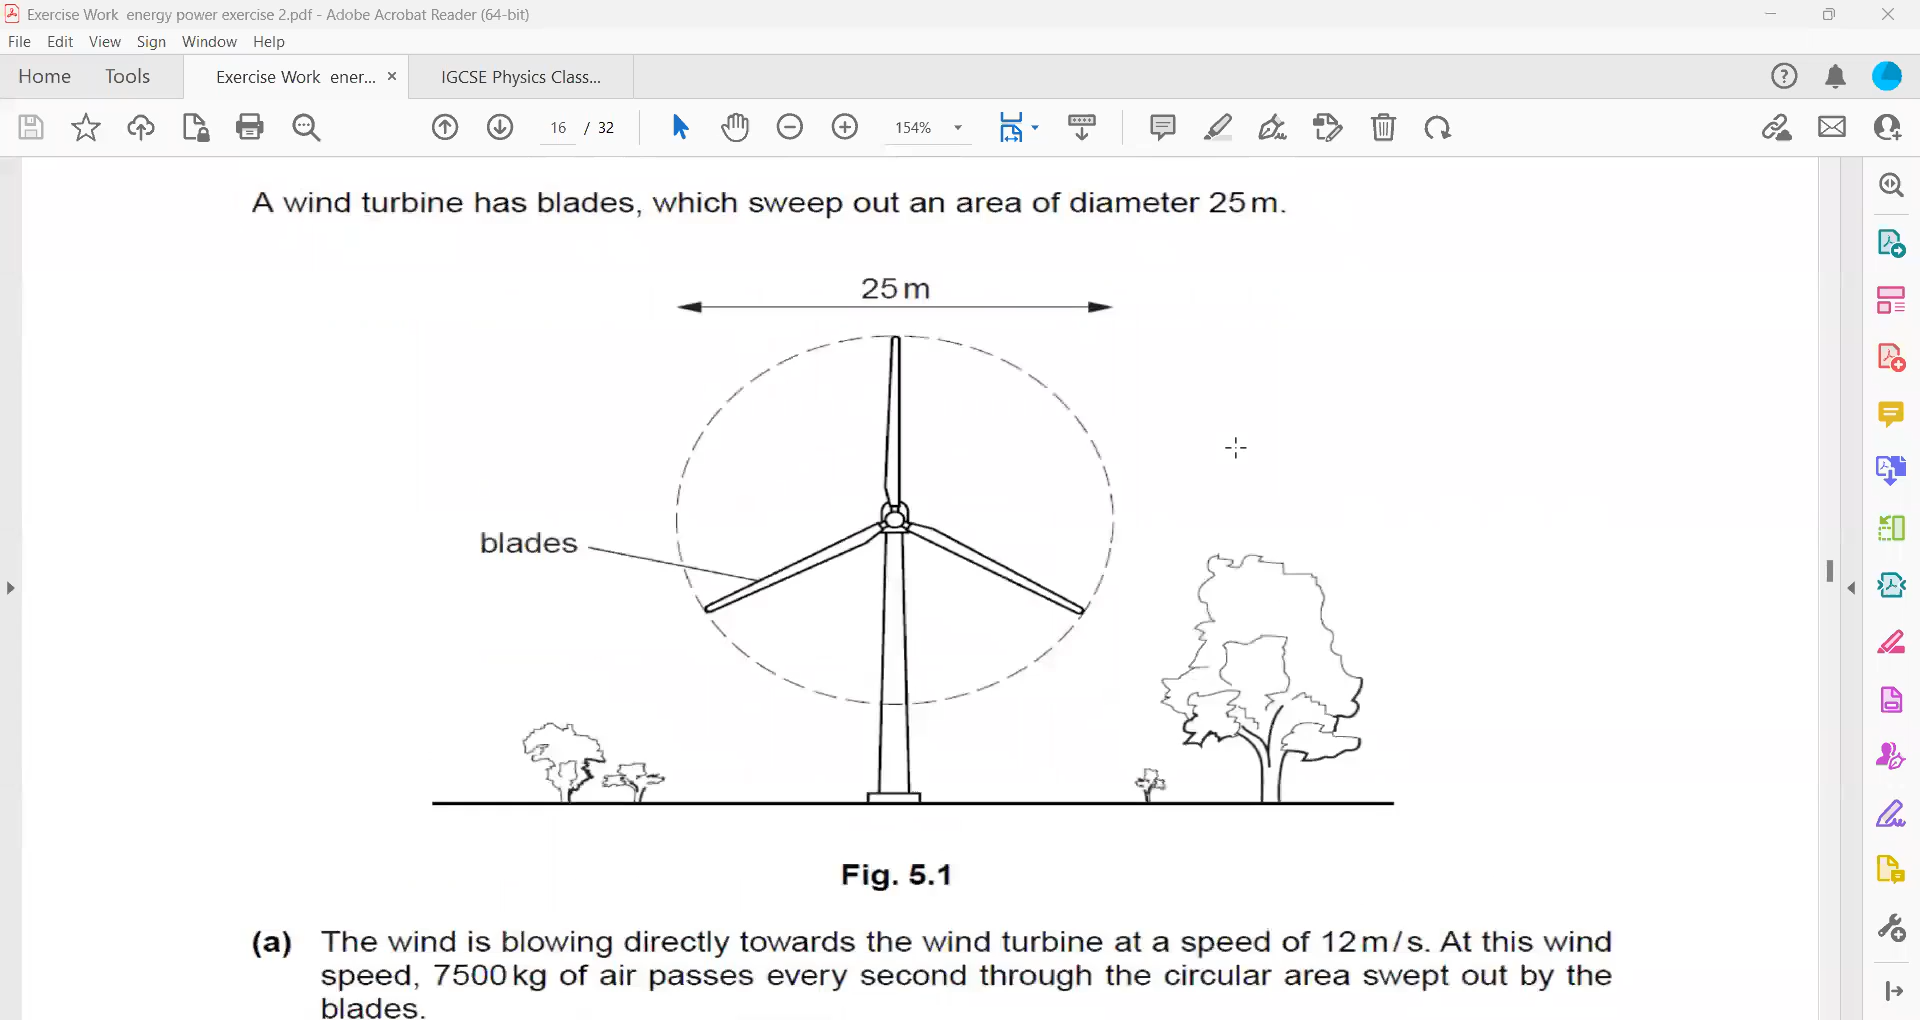 Exercise Work  energy power exercise 2.pdf - Adobe Acrobat Reader (64-bit)
File Edit View Sign Window Help
Home Tools Exercise Work  ener... × IGCSE Physics Class...
16 / 32 154%
A wind turbine has blades, which sweep out an area of diameter 25 m.
25 m
blades
Fig. 5.1
(a) The wind is blowing directly towards the wind turbine at a speed of 12 m/s. At this wind
speed, 7500 kg of air passes every second through the circular area swept out by the
blades.